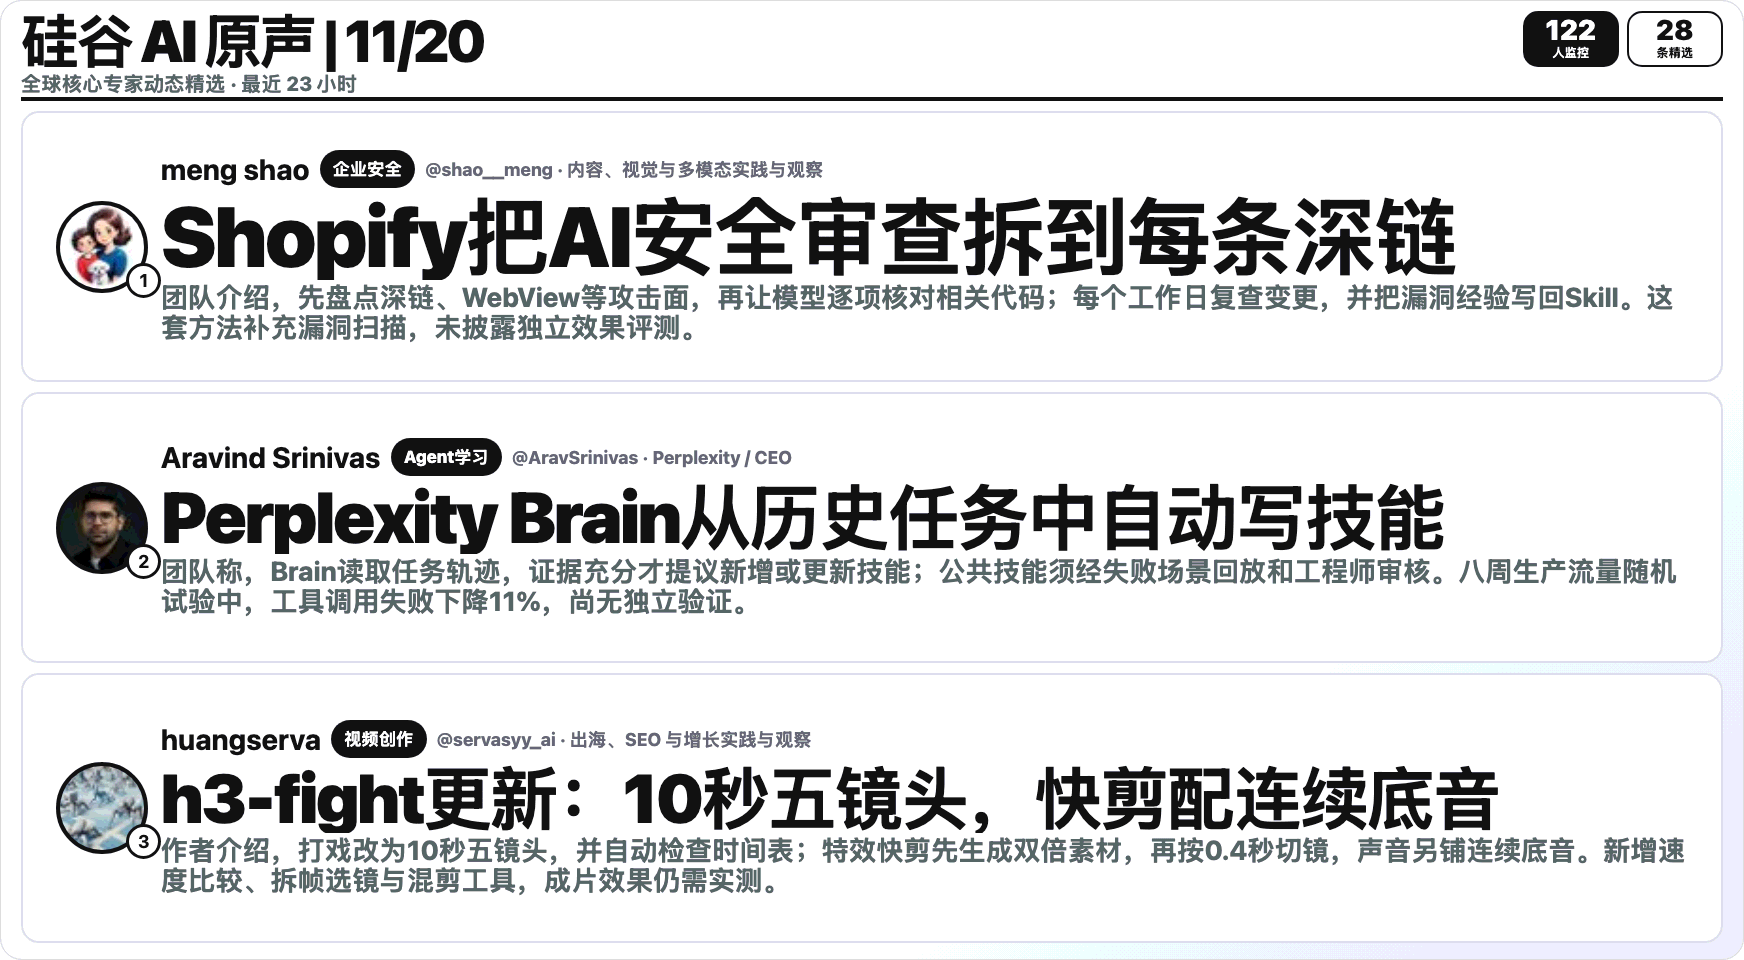 硅谷 AI 原声 | 11/20
全球核心专家动态精选 · 最近 23 小时
122
人监控
28
条精选
meng shao 企业安全 @shao__meng · 内容、视觉与多模态实践与观察
Shopify把AI安全审查拆到每条深链
1
团队介绍，先盘点深链、WebView等攻击面，再让模型逐项核对相关代码；每个工作日复查变更，并把漏洞经验写回Skill。这
套方法补充漏洞扫描，未披露独立效果评测。
Aravind Srinivas Agent学习 @AravSrinivas · Perplexity / CEO
Perplexity Brain从历史任务中自动写技能
2
团队称，Brain读取任务轨迹，证据充分才提议新增或更新技能；公共技能须经失败场景回放和工程师审核。八周生产流量随机
试验中，工具调用失败下降11%，尚无独立验证。
huangserva 视频创作 @servasyy_ai · 出海、SEO 与增长实践与观察
h3-fight更新：10秒五镜头，快剪配连续底音
3
作者介绍，打戏改为10秒五镜头，并自动检查时间表；特效快剪先生成双倍素材，再按0.4秒切镜，声音另铺连续底音。新增速
度比较、拆帧选镜与混剪工具，成片效果仍需实测。